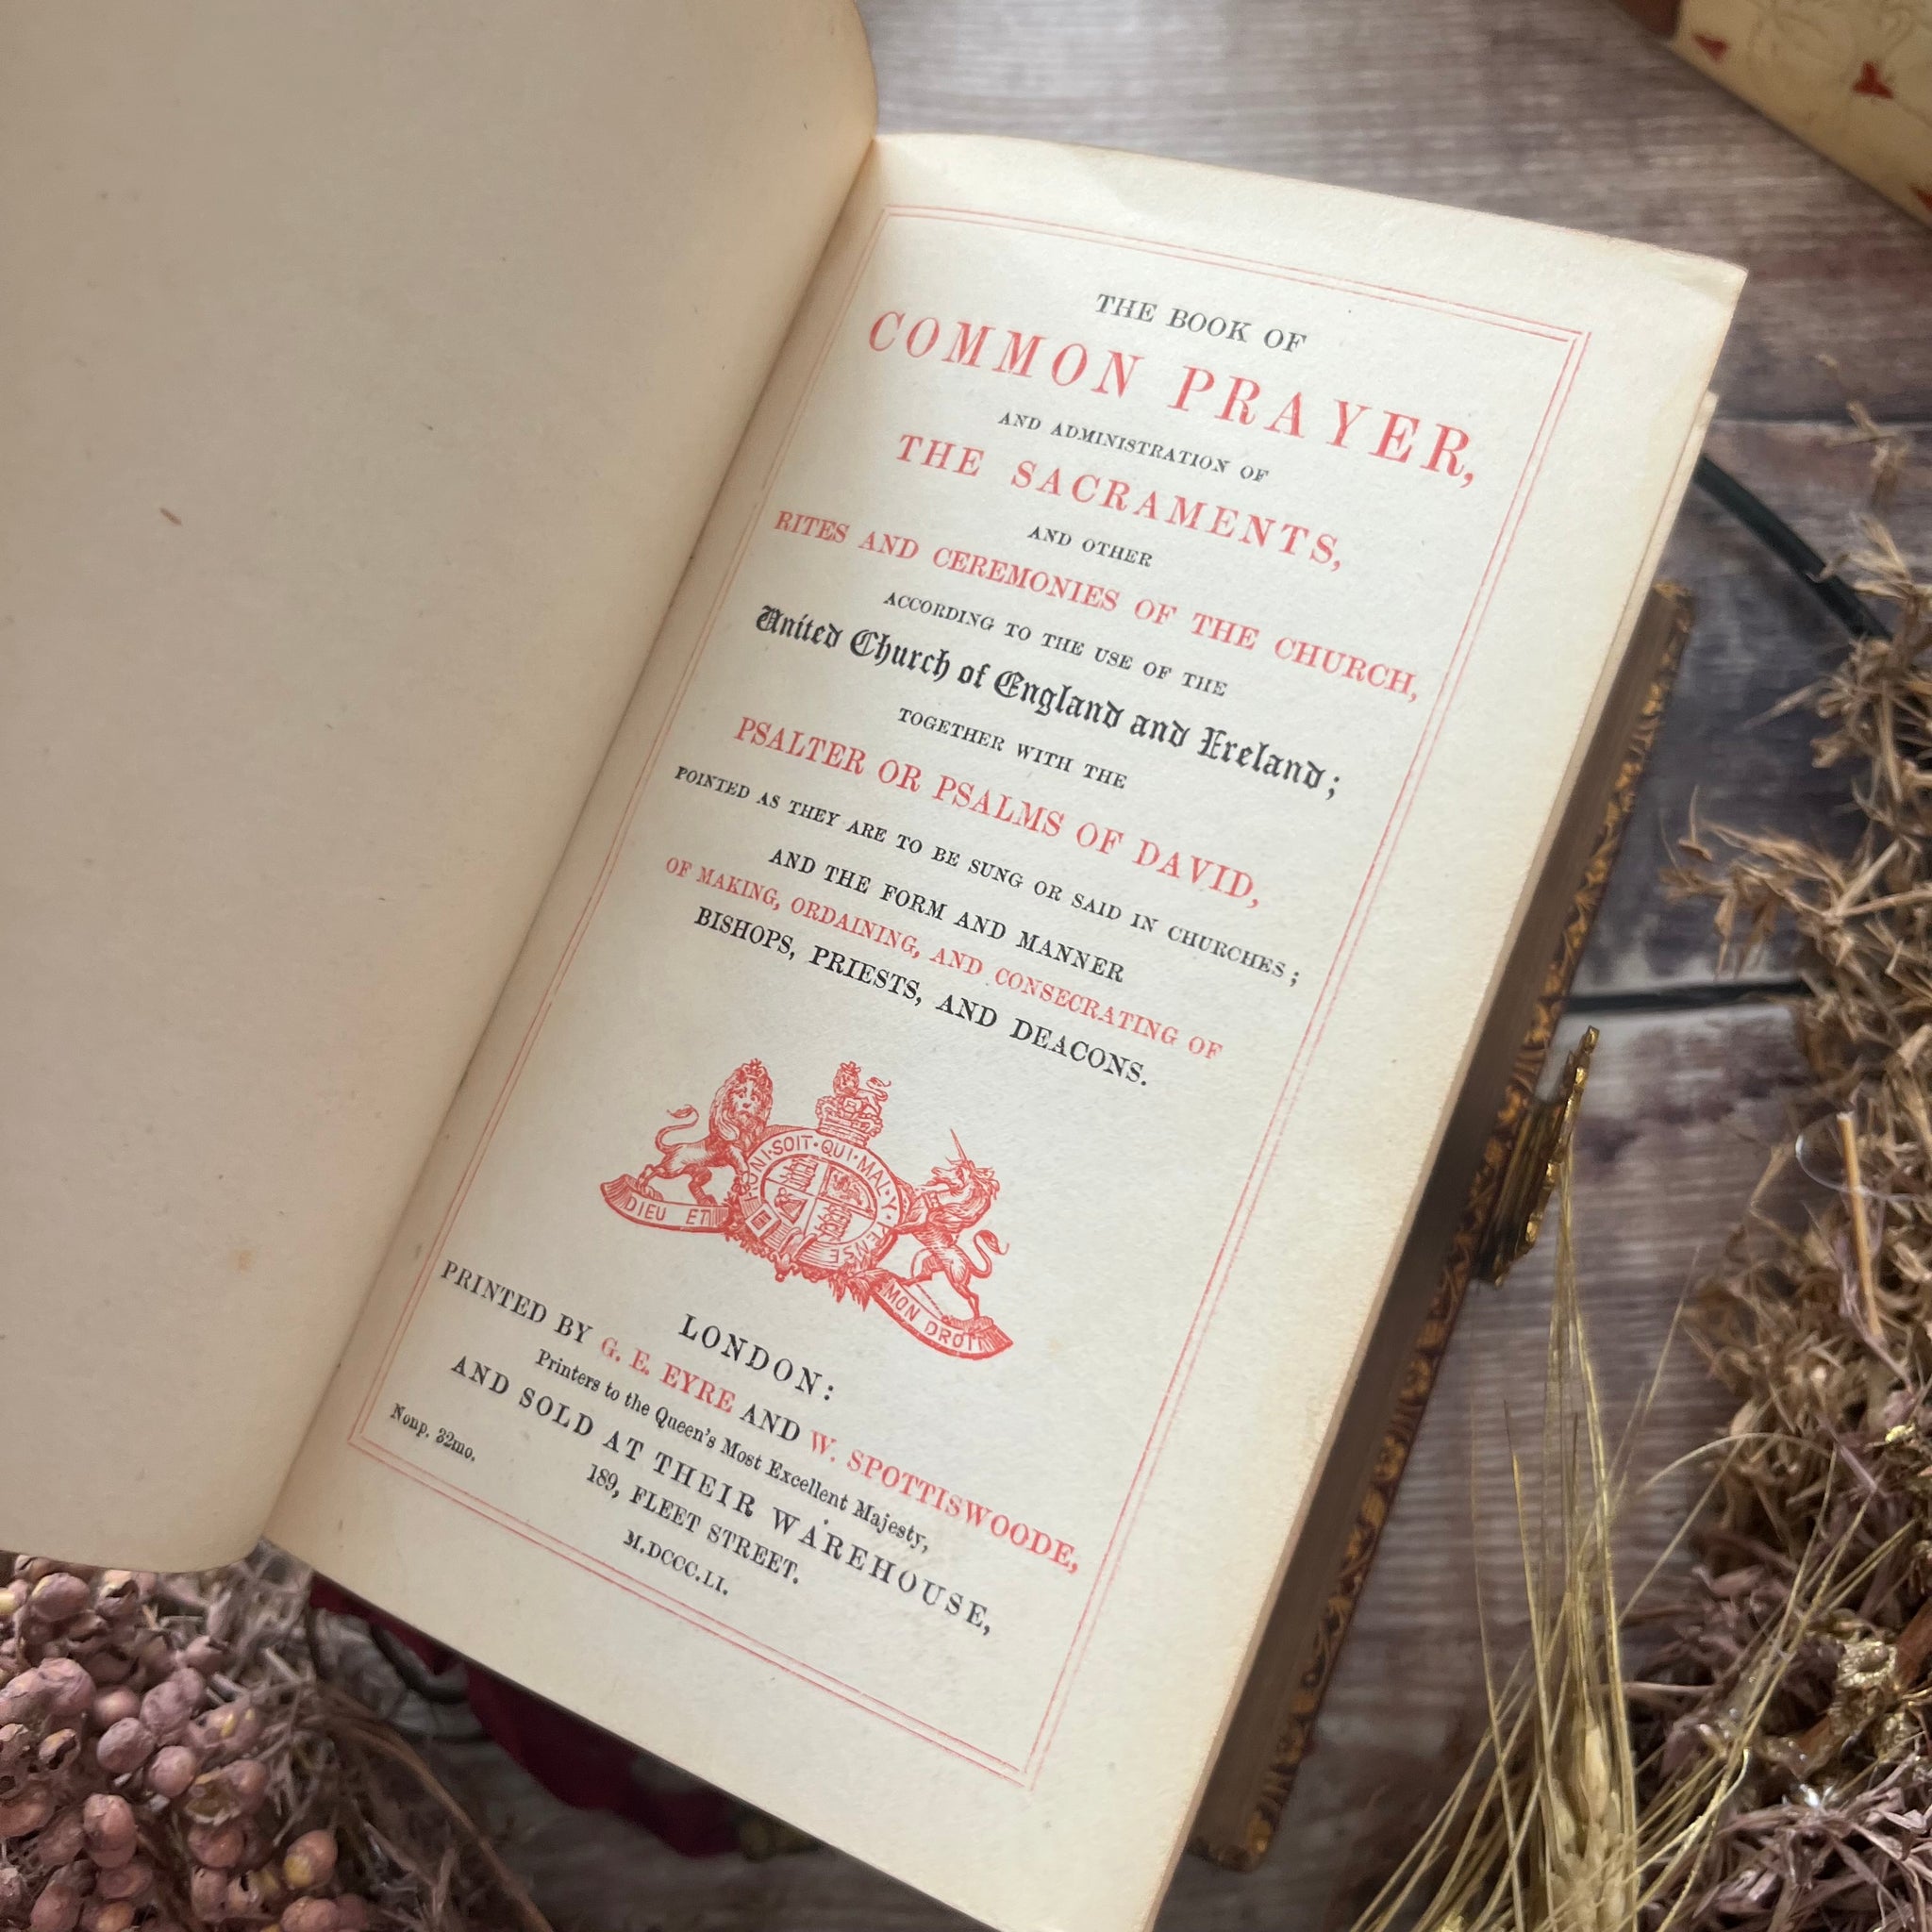 THE BOOK OF
COMMON PRAYER,
AND ADMINISTRATION OF
THE SACRAMENTS,
AND OTHER
RITES AND CEREMONIES OF THE CHURCH,
ACCORDING TO THE USE OF THE
United Church of England and Ireland;
TOGETHER WITH THE
PSALTER OR PSALMS OF DAVID,
POINTED AS THEY ARE TO BE SUNG OR SAID IN CHURCHES;
AND THE FORM AND MANNER
OF MAKING, ORDAINING, AND CONSECRATING OF
BISHOPS, PRIESTS, AND DEACONS.
HONI·SOIT·QUI·MAL·Y·PENSE
DIEU ET MON DROIT
LONDON:
PRINTED BY G. E. EYRE AND W. SPOTTISWOODE,
Printers to the Queen's Most Excellent Majesty,
AND SOLD AT THEIR WAREHOUSE,
189, FLEET STREET.
Nonp. 32mo.
M.DCCC.LI.